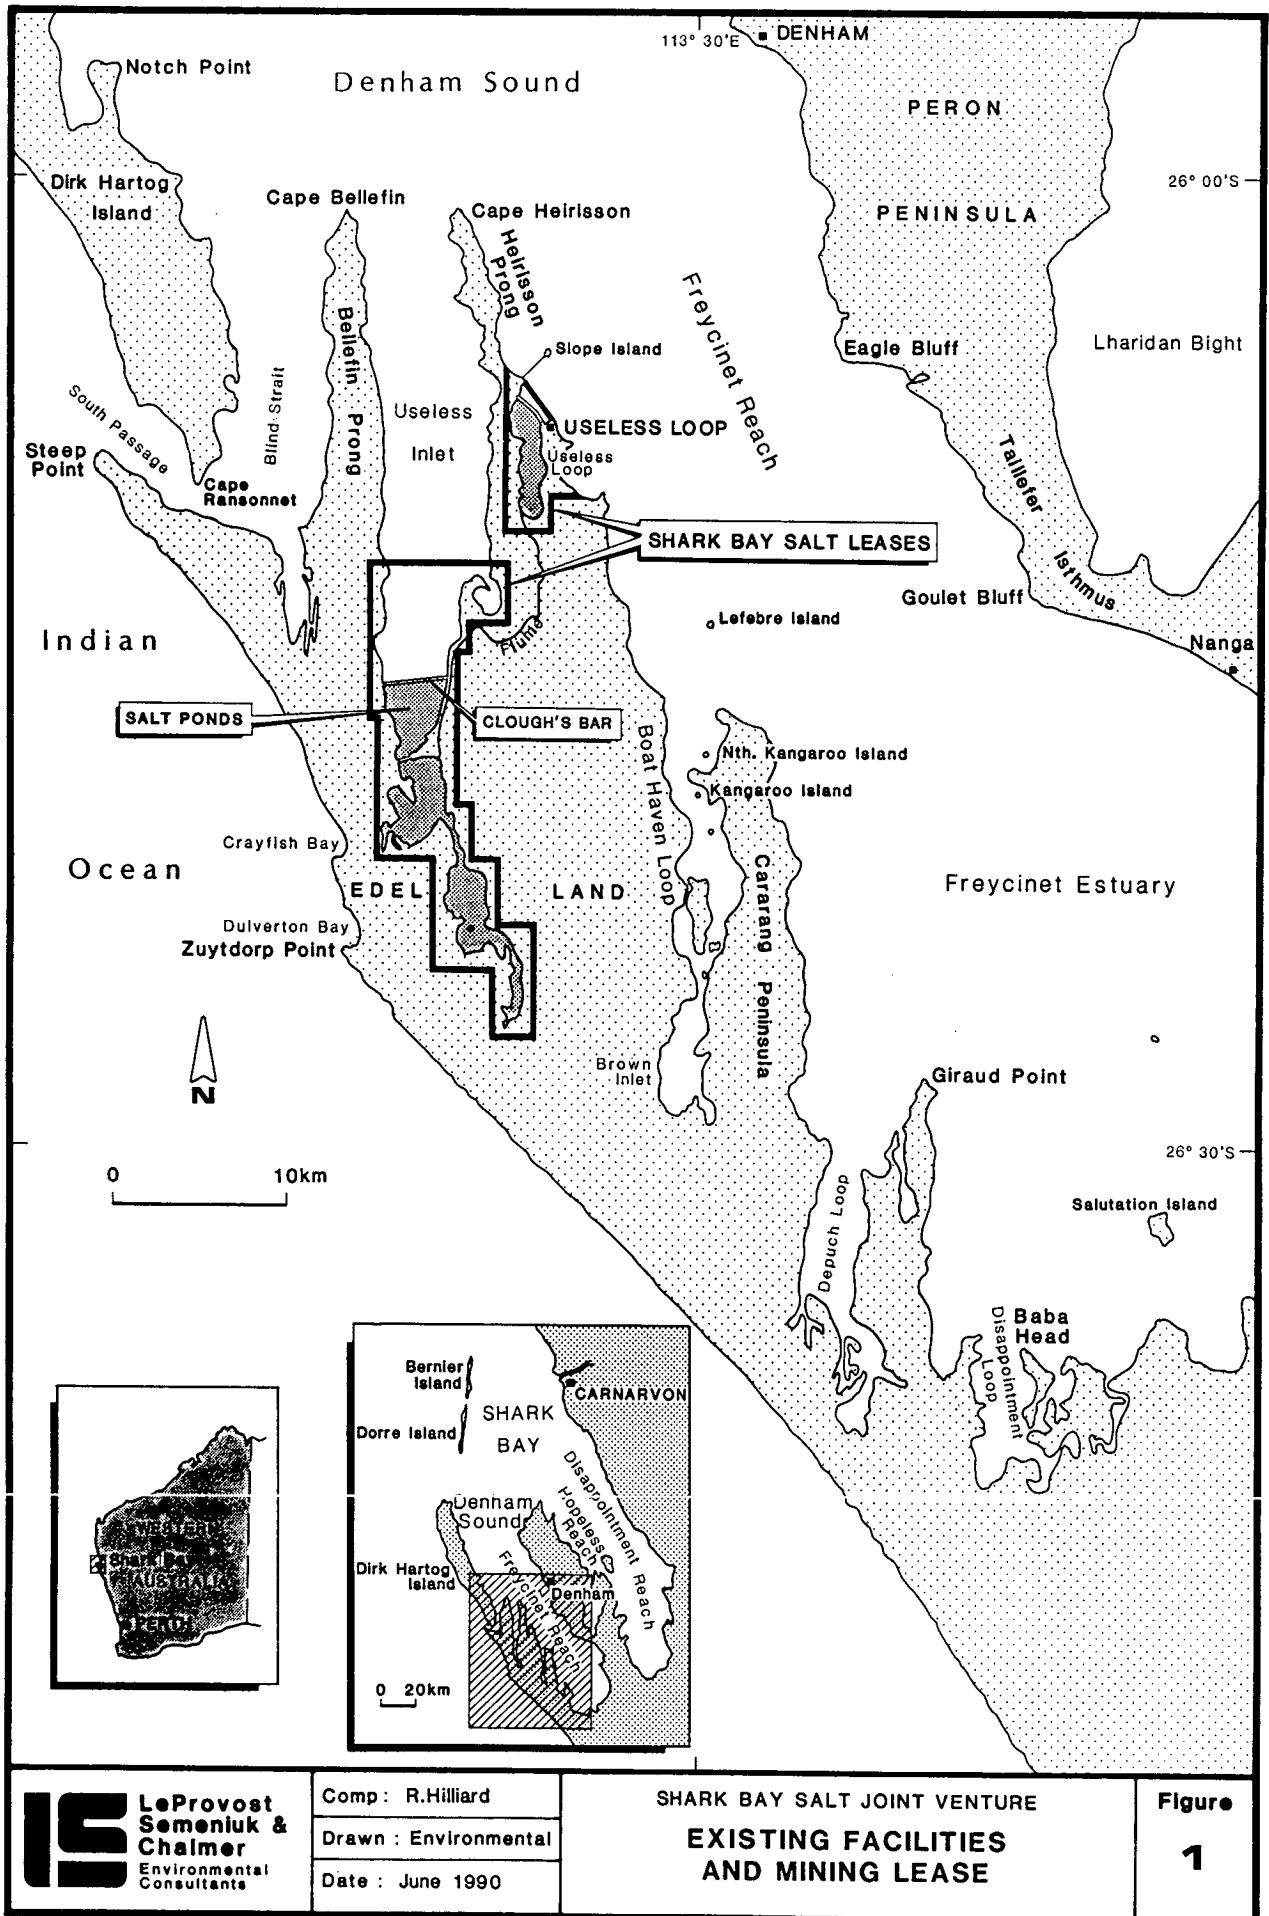 113° 30'E
DENHAM
Notch Point
Denham Sound
PERON
PENINSULA
26° 00'S
Dirk Hartog
Island
Cape Bellefin
Cape Heirisson
Heirisson
Prong
Freycinet Reach
Slope Island
Eagle Bluff
Lharidan Bight
Bellefin Prong
Blind Strait
South Passage
Useless
Inlet
USELESS LOOP
Useless
Loop
Steep
Point
Cape
Ransonnet
Taillefer
Isthmus
SHARK BAY SALT LEASES
Goulet Bluff
Indian
Flume
Lefebre Island
Nanga
SALT PONDS
CLOUGH'S BAR
Boat Haven Loop
Nth. Kangaroo Island
Kangaroo Island
Crayfish Bay
Ocean
EDEL LAND
Cararang Peninsula
Freycinet Estuary
Dulverton Bay
Zuytdorp Point
N
Brown
Inlet
Giraud Point
26° 30'S
0 10km
Depuch Loop
Salutation Island
Disappointment
Loop
Baba
Head
Bernier
Island
CARNARVON
Dorre Island
SHARK
BAY
Disappointment Reach
Hopeless
Reach
Denham
Sound
Freycinet Reach
Dirk Hartog
Island
Denham
0 20km
WESTERN
Shark Bay
AUSTRALIA
PERTH
LeProvost
Semeniuk &
Chalmer
Environmental
Consultants
Comp : R.Hilliard
Drawn : Environmental
Date : June 1990
SHARK BAY SALT JOINT VENTURE
EXISTING FACILITIES
AND MINING LEASE
Figure
1